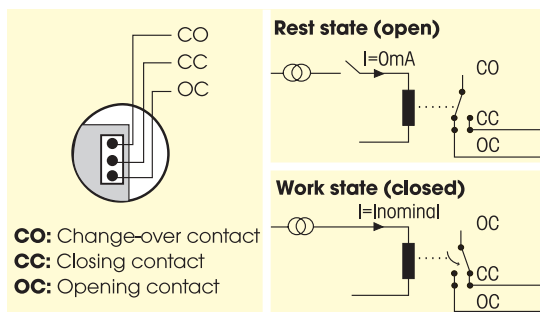 CO
CC
OC
CO: Change-over contact
CC: Closing contact
OC: Opening contact
Rest state (open)
I=0mA
CO
CC
OC
Work state (closed)
I=Inominal
OC
CC
OC